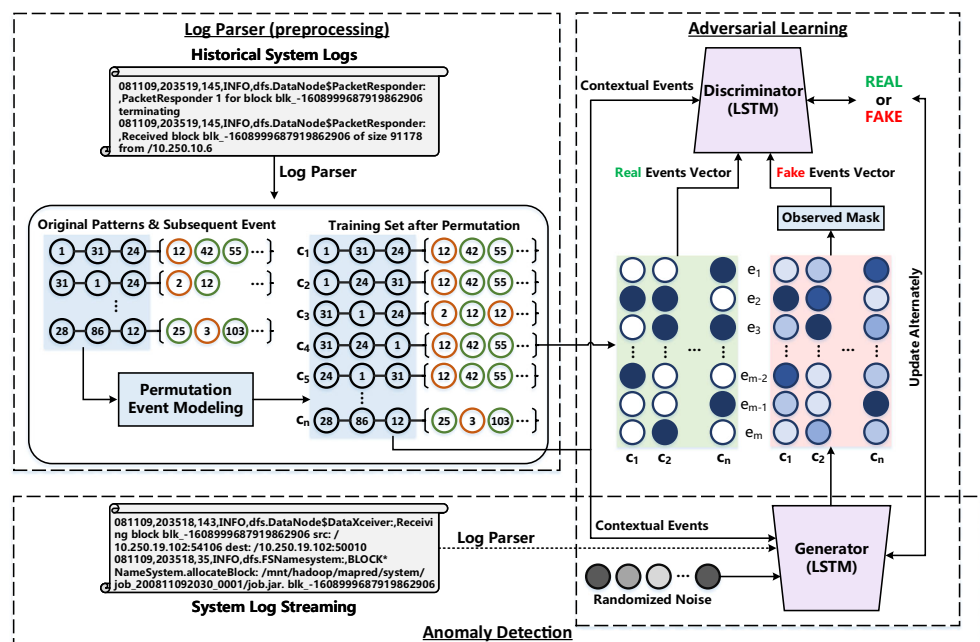 Log Parser (preprocessing)
Historical System Logs
081109,203519,145,INFO,dfs.DataNode$PacketResponder:
,PacketResponder 1 for block blk_-1608999687919862906
terminating
081109,203519,145,INFO,dfs.DataNode$PacketResponder:
,Received block blk_-1608999687919862906 of size 91178
from /10.250.10.6
Log Parser
Original Patterns & Subsequent Event
1 31 24 { 12 42 55 ... }
31 1 24 { 2 12 ... }
⋮
28 86 12 { 25 3 103 ... }
Permutation
Event Modeling
Training Set after Permutation
c1 1 31 24 { 12 42 55 ... }
c2 1 24 31 { 12 42 55 ... }
c3 31 1 24 { 2 12 12 ... }
c4 31 24 1 { 12 42 55 ... }
c5 24 1 31 { 12 42 55 ... }
⋮
cn 28 86 12 { 25 3 103 ... }
Adversarial Learning
Contextual Events
Discriminator
(LSTM)
REAL
or
FAKE
Real Events Vector
Fake Events Vector
Observed Mask
e1
e2
e3
⋮ ⋮ ... ⋮ ⋮ ⋮ ... ⋮
em-2
em-1
em
c1 c2 cn
c1 c2 cn
Update Alternately
081109,203518,143,INFO,dfs.DataNode$DataXceiver:,Receivi
ng block blk_-1608999687919862906 src: /
10.250.19.102:54106 dest: /10.250.19.102:50010
081109,203518,35,INFO,dfs.FSNamesystem:,BLOCK*
NameSystem.allocateBlock: /mnt/hadoop/mapred/system/
job_200811092030_0001/job.jar. blk_-1608999687919862906
System Log Streaming
Log Parser
Contextual Events
...
Randomized Noise
Generator
(LSTM)
Anomaly Detection